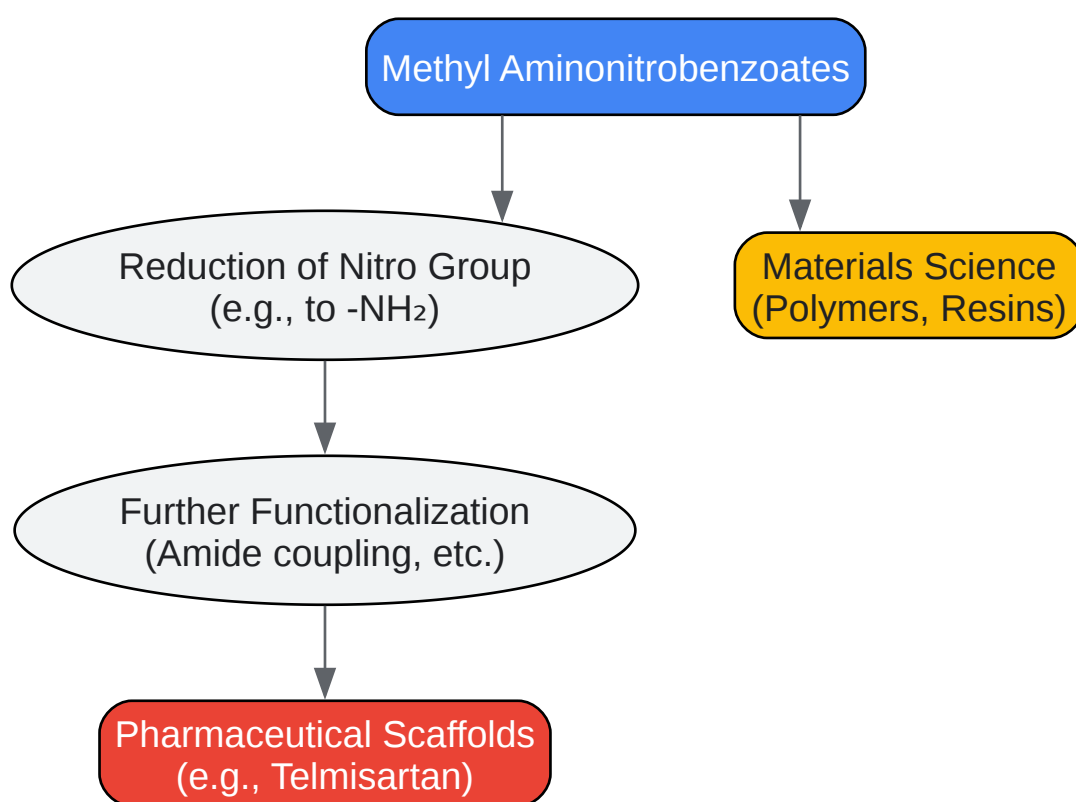 Methyl Aminonitrobenzoates
Reduction of Nitro Group
(e.g., to -NH₂)
Materials Science
(Polymers, Resins)
Further Functionalization
(Amide coupling, etc.)
Pharmaceutical Scaffolds
(e.g., Telmisartan)